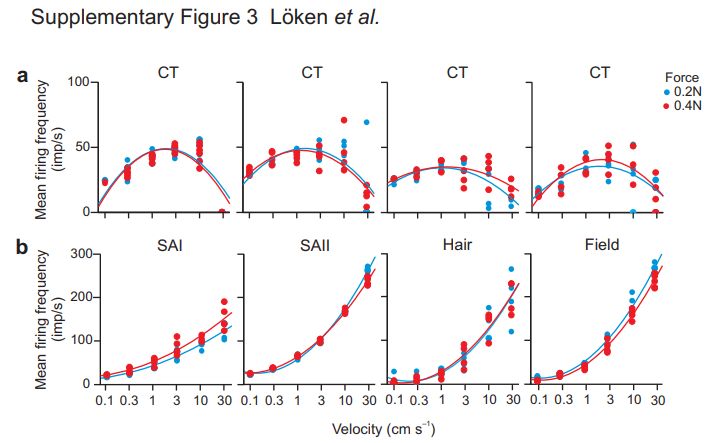 Supplementary Figure 3 Löken et al.
a
CT
CT
CT
CT
Force
0.2N
0.4N
Mean firing frequency
(imp/s)
100
50
0
b
SAI
SAII
Hair
Field
Mean firing frequency
(imp/s)
300
200
100
0
0.1 0.3 1 3 10 30
0.1 0.3 1 3 10 30
0.1 0.3 1 3 10 30
0.1 0.3 1 3 10 30
Velocity (cm s⁻¹)